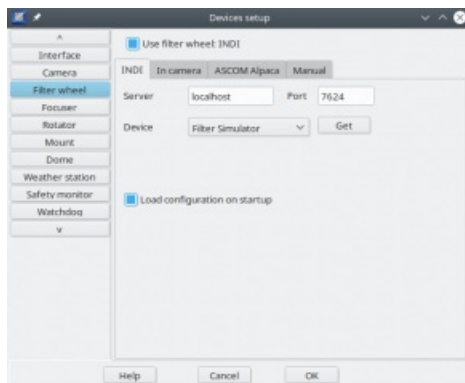 Devices setup
^
Interface
Camera
Filter wheel
Focuser
Rotator
Mount
Dome
Weather station
Safety monitor
Watchdog
v
Use filter wheel: INDI
INDI In camera ASCOM Alpaca Manual
Server localhost Port 7624
Device Filter Simulator Get
Load configuration on startup
Help Cancel OK